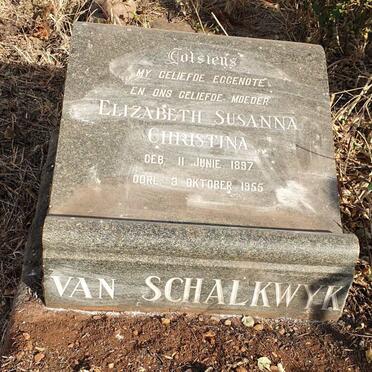 Totsiens
MY GELIEFDE EGGENOTE
EN ONS GELIEFDE MOEDER
ELIZABETH SUSANNA
CHRISTINA
GEB. 11 JUNIE 1897
OORL. 3 OKTOBER 1955
VAN SCHALKWYK